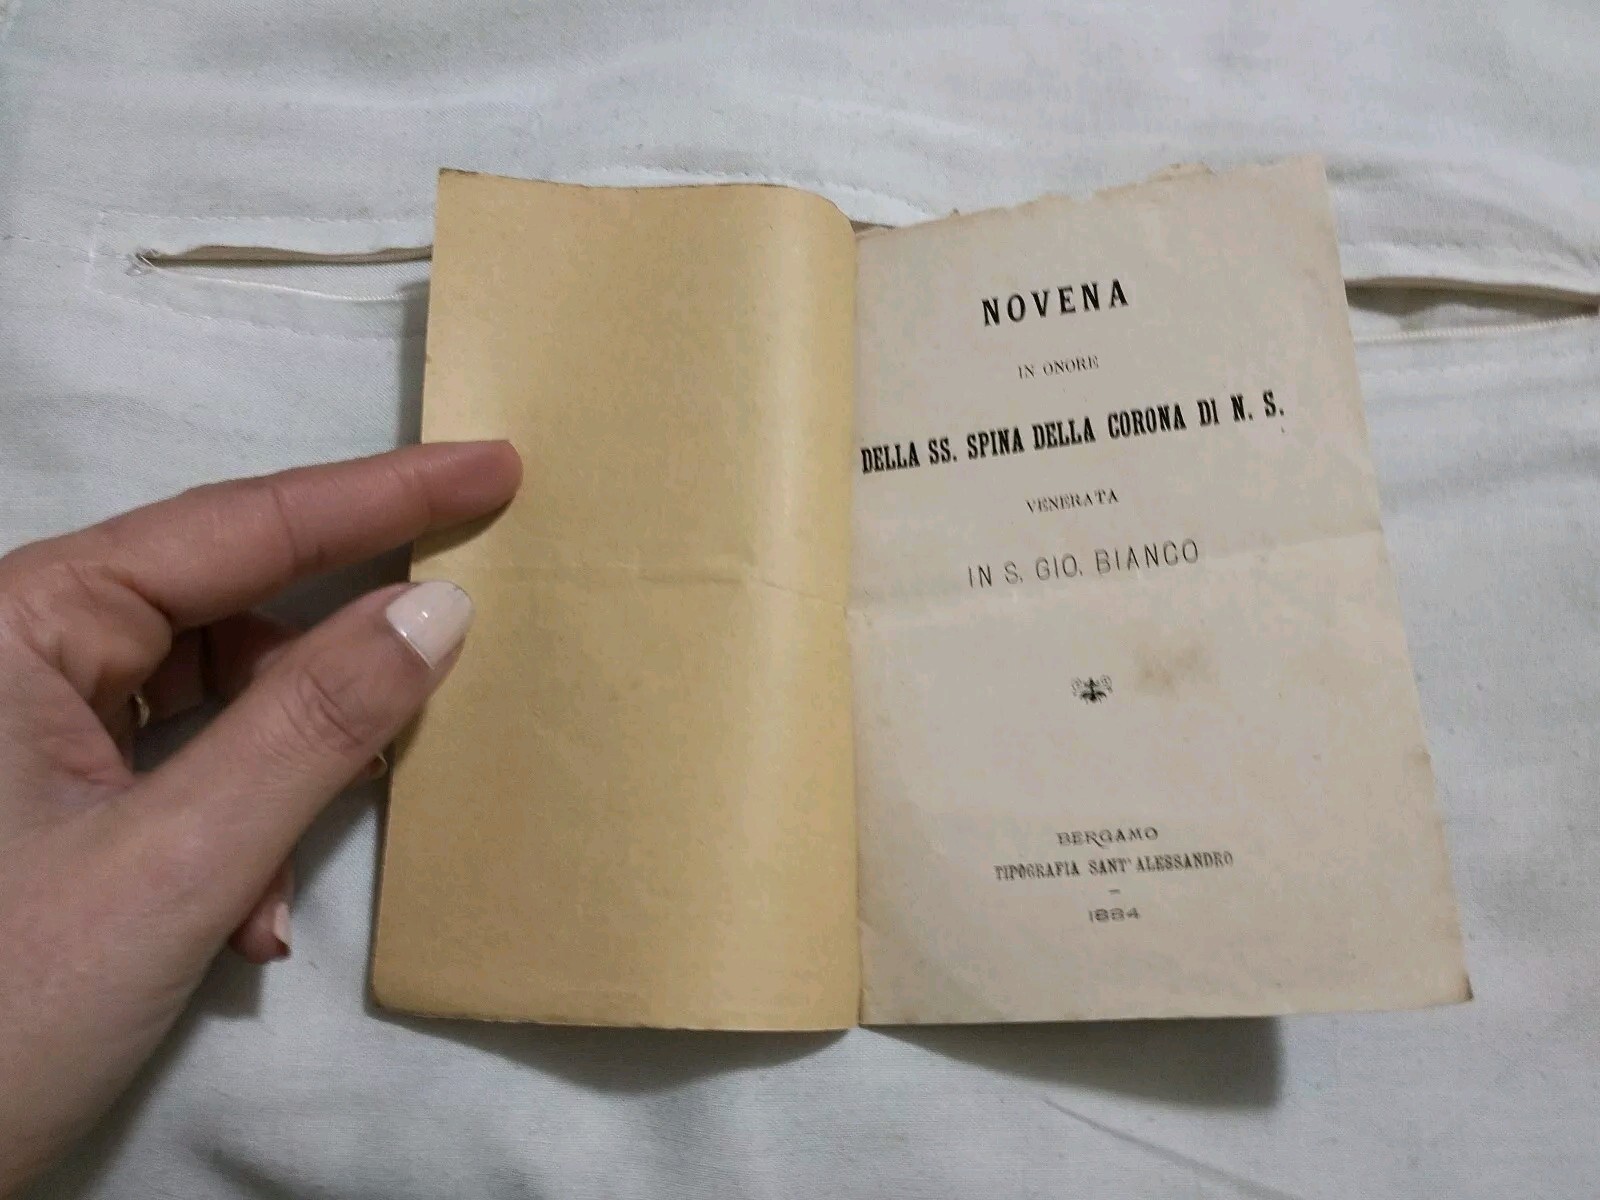 NOVENA
IN ONORE
DELLA SS. SPINA DELLA CORONA DI N. S.
VENERATA
IN S. GIO. BIANCO
BERGAMO
TIPOGRAFIA SANT' ALESSANDRO
–
1884